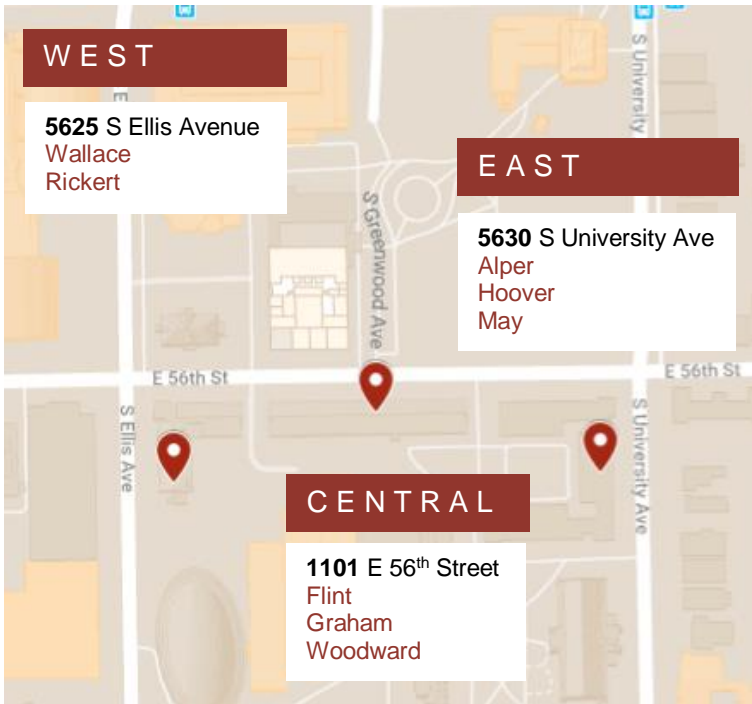 WEST
5625 S Ellis Avenue
Wallace
Rickert
S University
EAST
5630 S University Ave
Alper
Hoover
May
S Greenwood Ave
E 56th St
E 56th St
S Ellis Ave
S University Ave
CENTRAL
1101 E 56th Street
Flint
Graham
Woodward